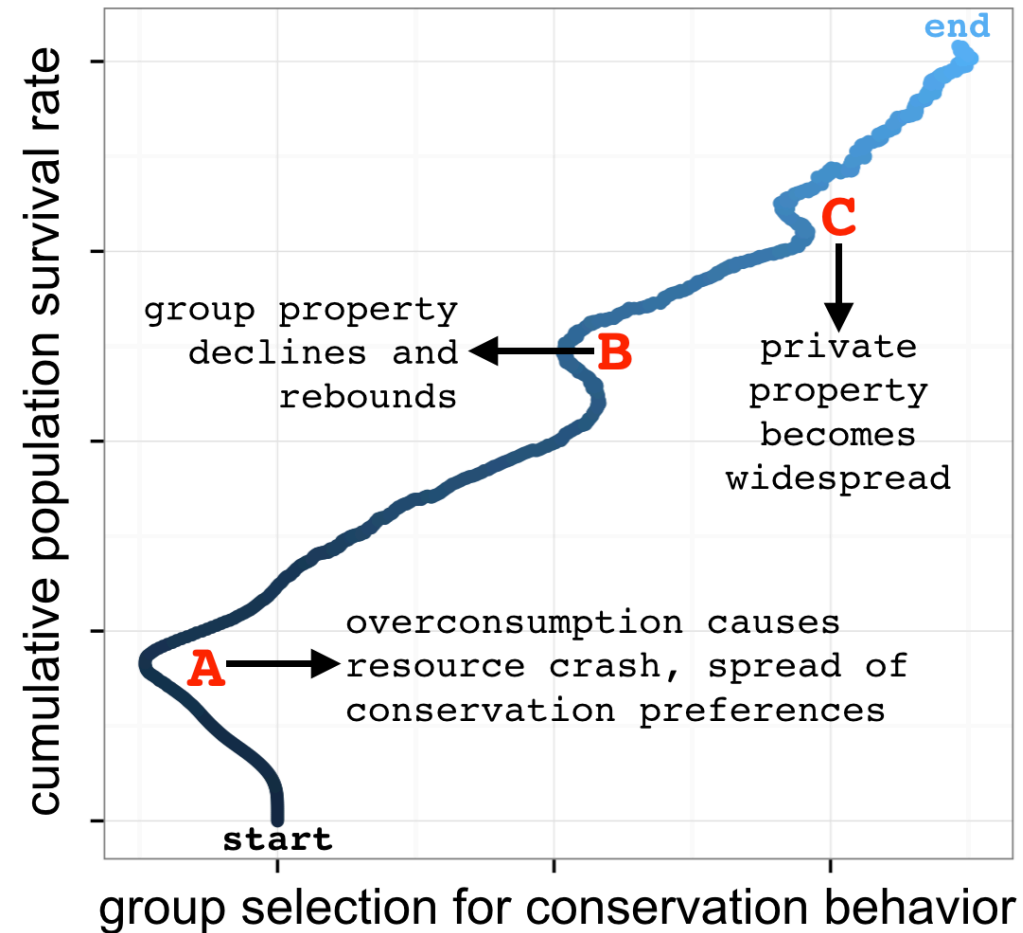 end
cumulative population survival rate
C
group property
declines and
rebounds
B
private
property
becomes
widespread
A
overconsumption causes
resource crash, spread of
conservation preferences
start
group selection for conservation behavior